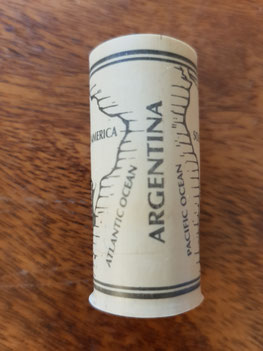 MERICA
ATLANTIC OCEAN
ARGENTINA
PACIFIC OCEAN